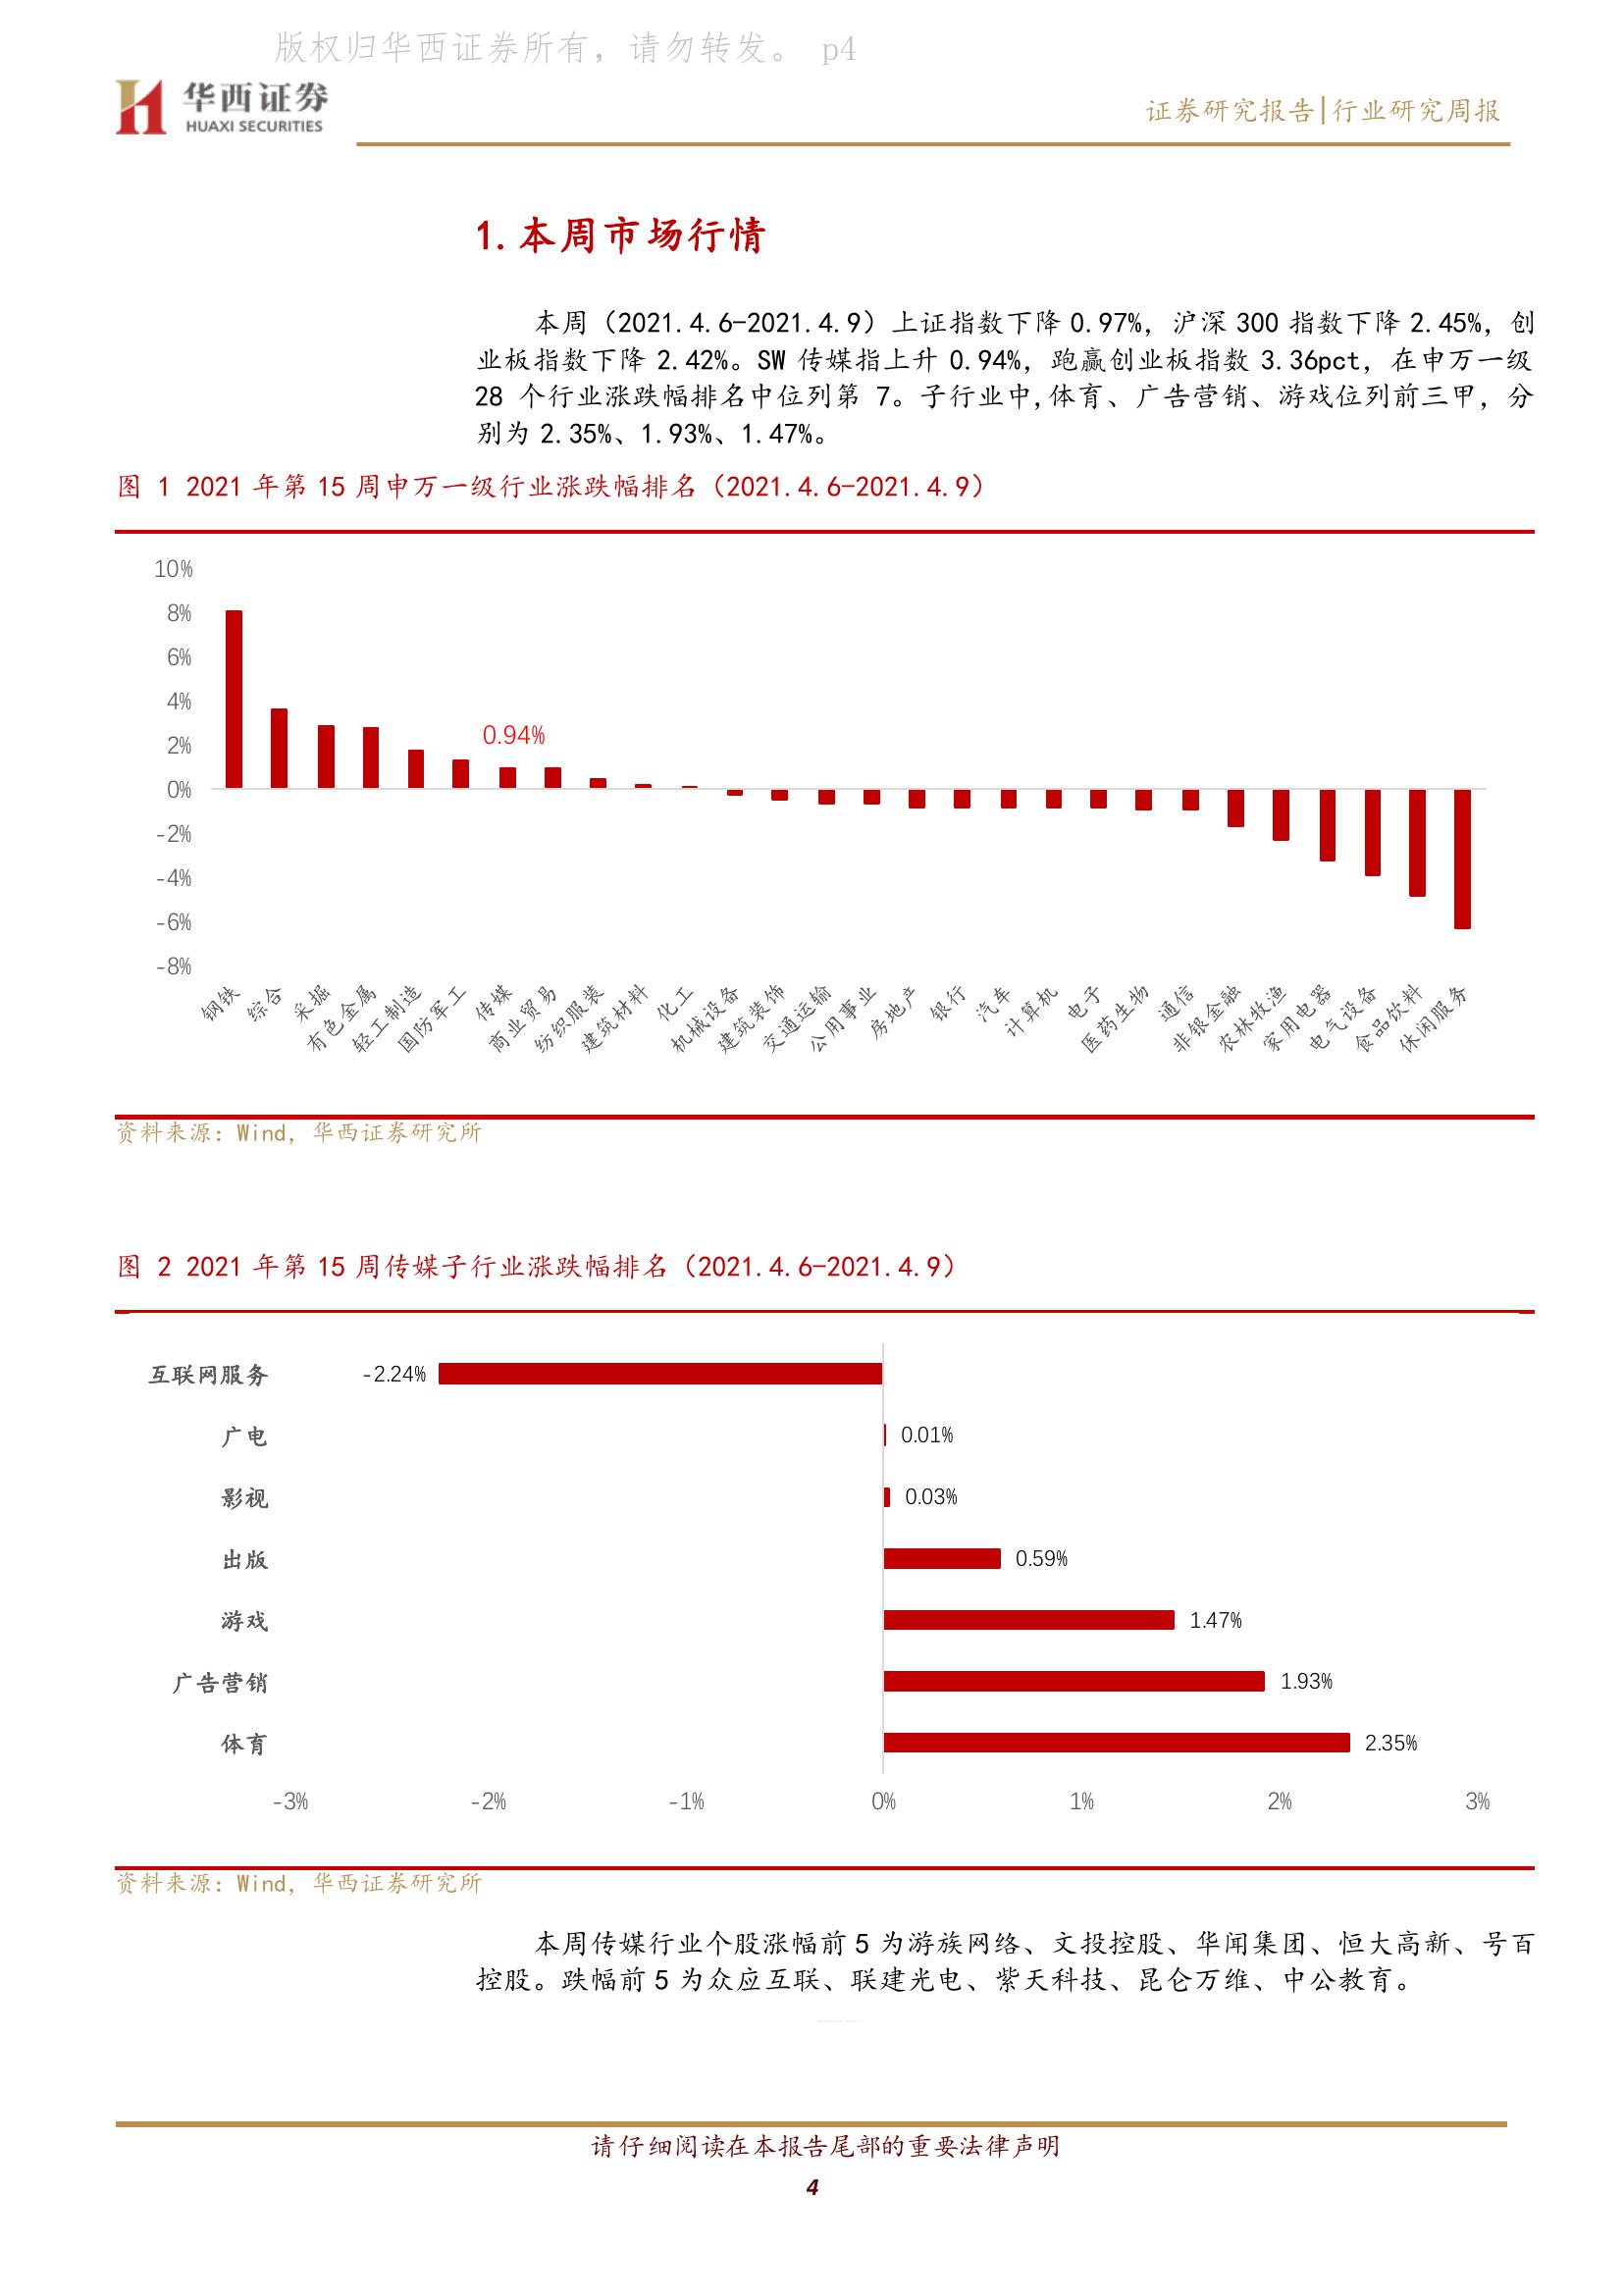 版权归华西证券所有，请勿转发。 p4
华西证券
HUAXI SECURITIES
证券研究报告|行业研究周报
1.本周市场行情
本周（2021.4.6-2021.4.9）上证指数下降 0.97%，沪深 300 指数下降 2.45%，创
业板指数下降 2.42%。SW 传媒指上升 0.94%，跑赢创业板指数 3.36pct，在申万一级
28 个行业涨跌幅排名中位列第 7。子行业中,体育、广告营销、游戏位列前三甲，分
别为 2.35%、1.93%、1.47%。
图 1 2021 年第 15 周申万一级行业涨跌幅排名（2021.4.6-2021.4.9）
10%
8%
6%
4%
2%
0%
-2%
-4%
-6%
-8%
0.94%
钢铁
综合
采掘
有色金属
轻工制造
国防军工
传媒
商业贸易
纺织服装
建筑材料
化工
机械设备
建筑装饰
交通运输
公用事业
房地产
银行
汽车
计算机
电子
医药生物
通信
非银金融
农林牧渔
家用电器
电气设备
食品饮料
休闲服务
资料来源：Wind，华西证券研究所
图 2 2021 年第 15 周传媒子行业涨跌幅排名（2021.4.6-2021.4.9）
互联网服务 -2.24%
广电 0.01%
影视 0.03%
出版 0.59%
游戏 1.47%
广告营销 1.93%
体育 2.35%
-3% -2% -1% 0% 1% 2% 3%
资料来源：Wind，华西证券研究所
本周传媒行业个股涨幅前 5 为游族网络、文投控股、华闻集团、恒大高新、号百
控股。跌幅前 5 为众应互联、联建光电、紫天科技、昆仑万维、中公教育。
请仔细阅读在本报告尾部的重要法律声明
4